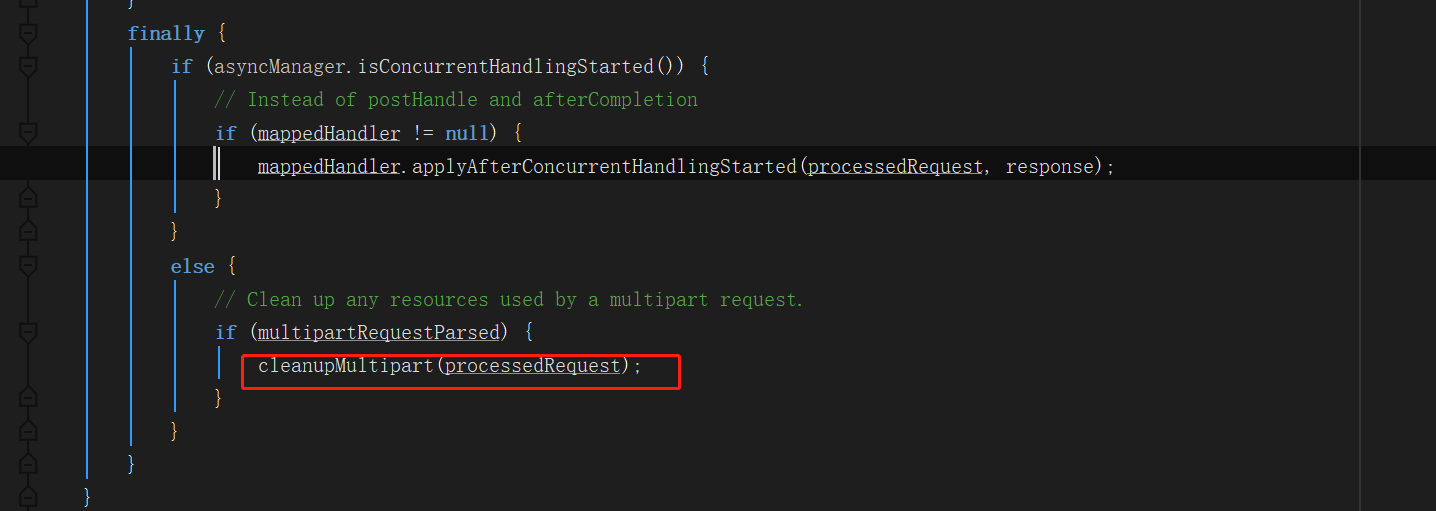 }
finally {
if (asyncManager.isConcurrentHandlingStarted()) {
// Instead of postHandle and afterCompletion
if (mappedHandler != null) {
mappedHandler.applyAfterConcurrentHandlingStarted(processedRequest, response);
}
}
else {
// Clean up any resources used by a multipart request.
if (multipartRequestParsed) {
cleanupMultipart(processedRequest);
}
}
}
}